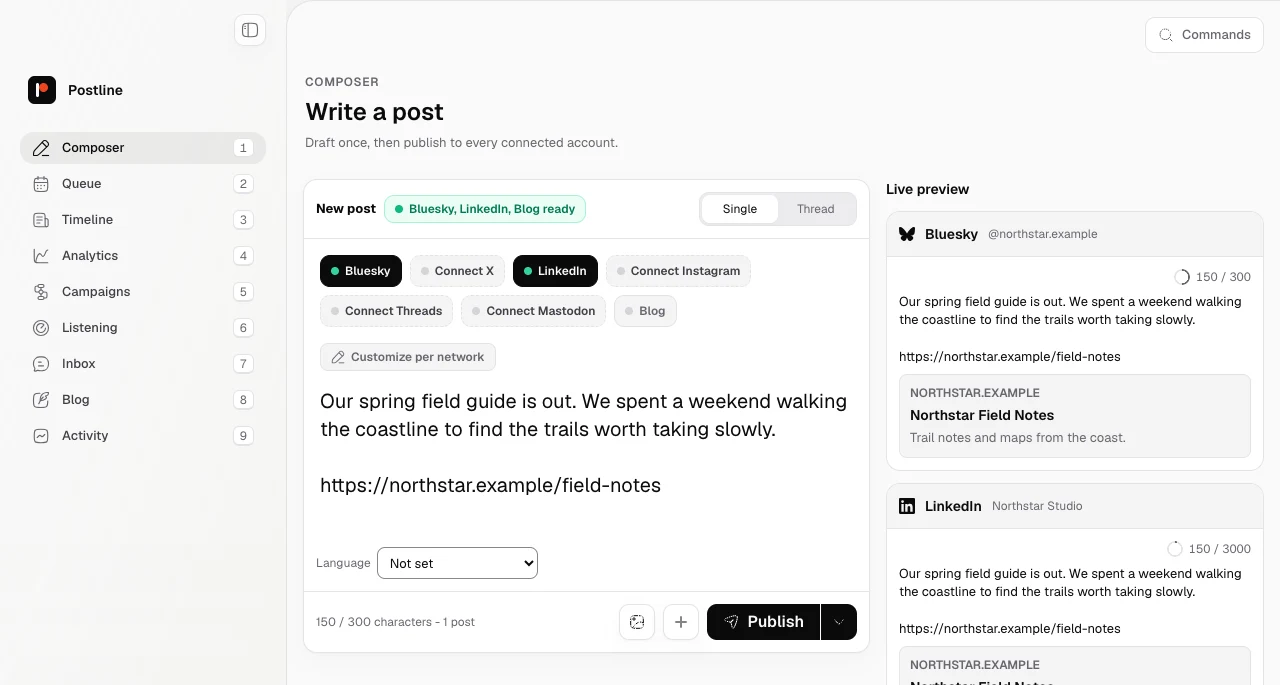 Postline
Composer 1
Queue 2
Timeline 3
Analytics 4
Campaigns 5
Listening 6
Inbox 7
Blog 8
Activity 9
Commands
COMPOSER
Write a post
Draft once, then publish to every connected account.
New post
Bluesky, LinkedIn, Blog ready
Single
Thread
Bluesky
Connect X
LinkedIn
Connect Instagram
Connect Threads
Connect Mastodon
Blog
Customize per network
Our spring field guide is out. We spent a weekend walking
the coastline to find the trails worth taking slowly.
https://northstar.example/field-notes
Language
Not set
150 / 300 characters - 1 post
Publish
Live preview
Bluesky @northstar.example
150 / 300
Our spring field guide is out. We spent a weekend walking
the coastline to find the trails worth taking slowly.
https://northstar.example/field-notes
NORTHSTAR.EXAMPLE
Northstar Field Notes
Trail notes and maps from the coast.
LinkedIn Northstar Studio
150 / 3000
Our spring field guide is out. We spent a weekend walking
the coastline to find the trails worth taking slowly.
https://northstar.example/field-notes
NORTHSTAR.EXAMPLE
Northstar Field Notes